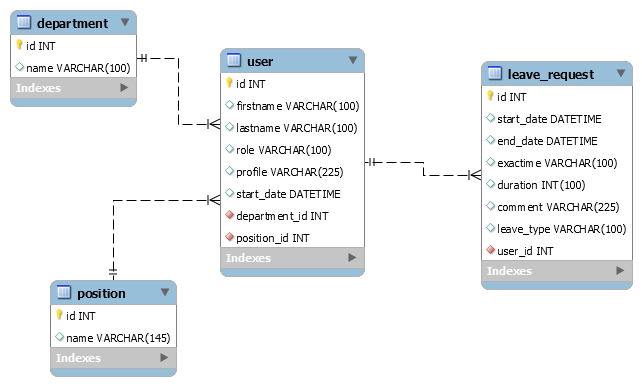 department
id INT
name VARCHAR(100)
Indexes
user
id INT
firstname VARCHAR(100)
lastname VARCHAR(100)
role VARCHAR(100)
profile VARCHAR(225)
start_date DATETIME
department_id INT
position_id INT
Indexes
leave_request
id INT
start_date DATETIME
end_date DATETIME
exactime VARCHAR(100)
duration INT(100)
comment VARCHAR(225)
leave_type VARCHAR(100)
user_id INT
Indexes
position
id INT
name VARCHAR(145)
Indexes